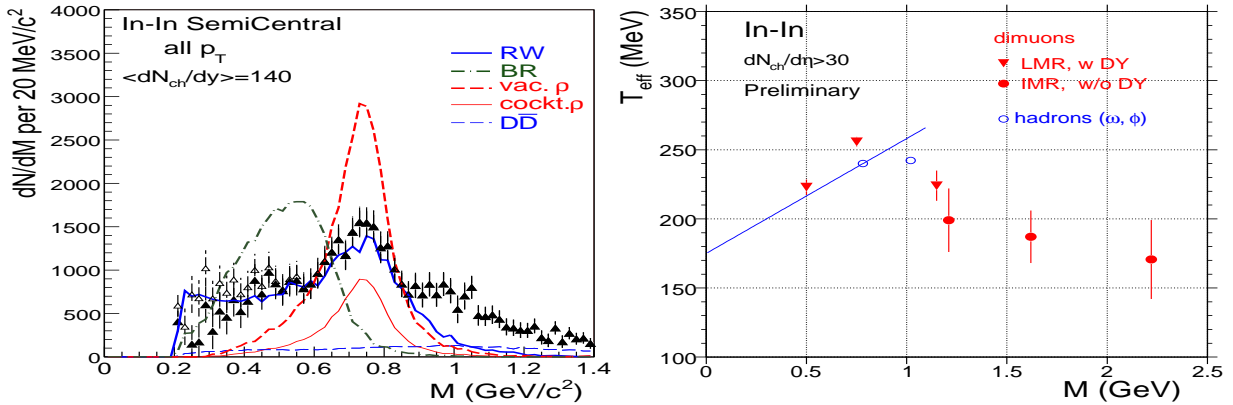 In-In SemiCentral
all p_T
<dN_ch/dy>=140
RW
BR
vac. ρ
cockt.ρ
DD̅
dN/dM per 20 MeV/c²
4000
3500
3000
2500
2000
1500
1000
500
0
0 0.2 0.4 0.6 0.8 1 1.2 1.4
M (GeV/c²)
In-In
dN_ch/dη>30
Preliminary
dimuons
LMR, w DY
IMR, w/o DY
hadrons (ω, ϕ)
T_eff (MeV)
350
300
250
200
150
100
0 0.5 1 1.5 2 2.5
M (GeV)